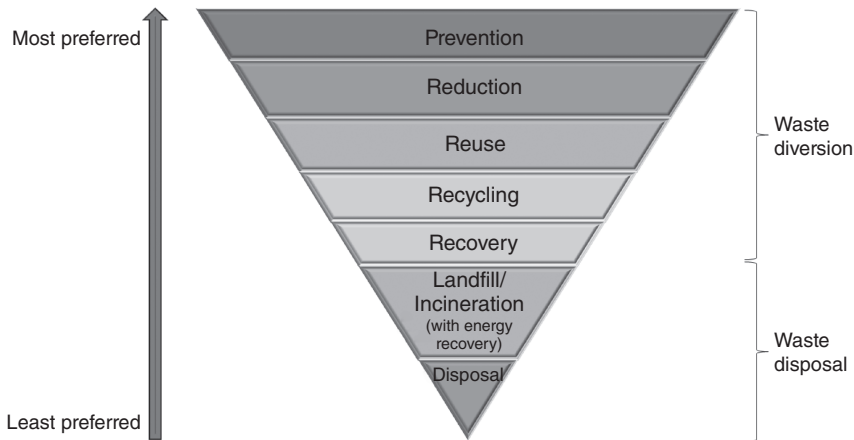 Most preferred
Prevention
Reduction
Reuse
Recycling
Recovery
Landfill/
Incineration
(with energy
recovery)
Disposal
Least preferred
Waste
diversion
Waste
disposal